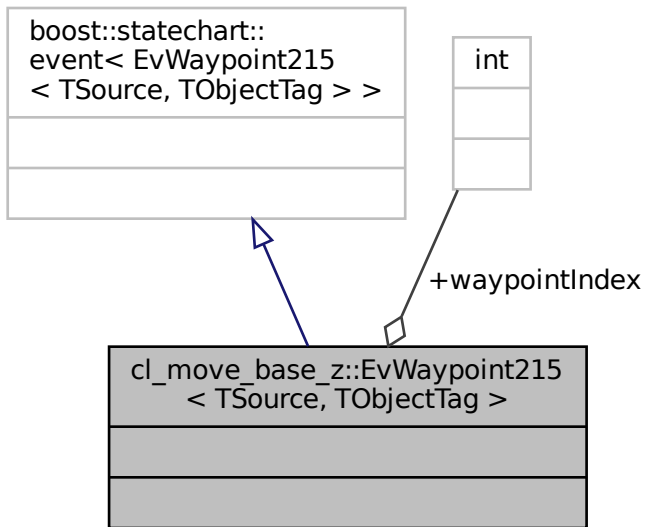 boost::statechart::
event< EvWaypoint215
< TSource, TObjectTag > >
int
+waypointIndex
cl_move_base_z::EvWaypoint215
< TSource, TObjectTag >